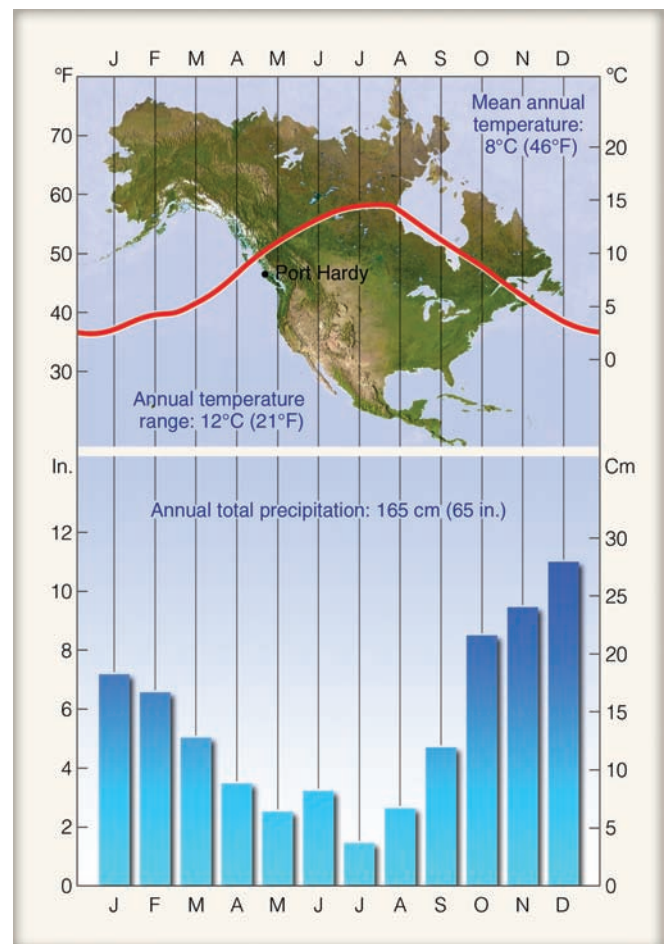 J F M A M J J A S O N D
°F °C
70
60
50
40
30
20
15
10
5
0
Mean annual
temperature:
8°C (46°F)
Port Hardy
Annual temperature
range: 12°C (21°F)
In. Cm
Annual total precipitation: 165 cm (65 in.)
12
10
8
6
4
2
0
30
25
20
15
10
5
0
J F M A M J J A S O N D